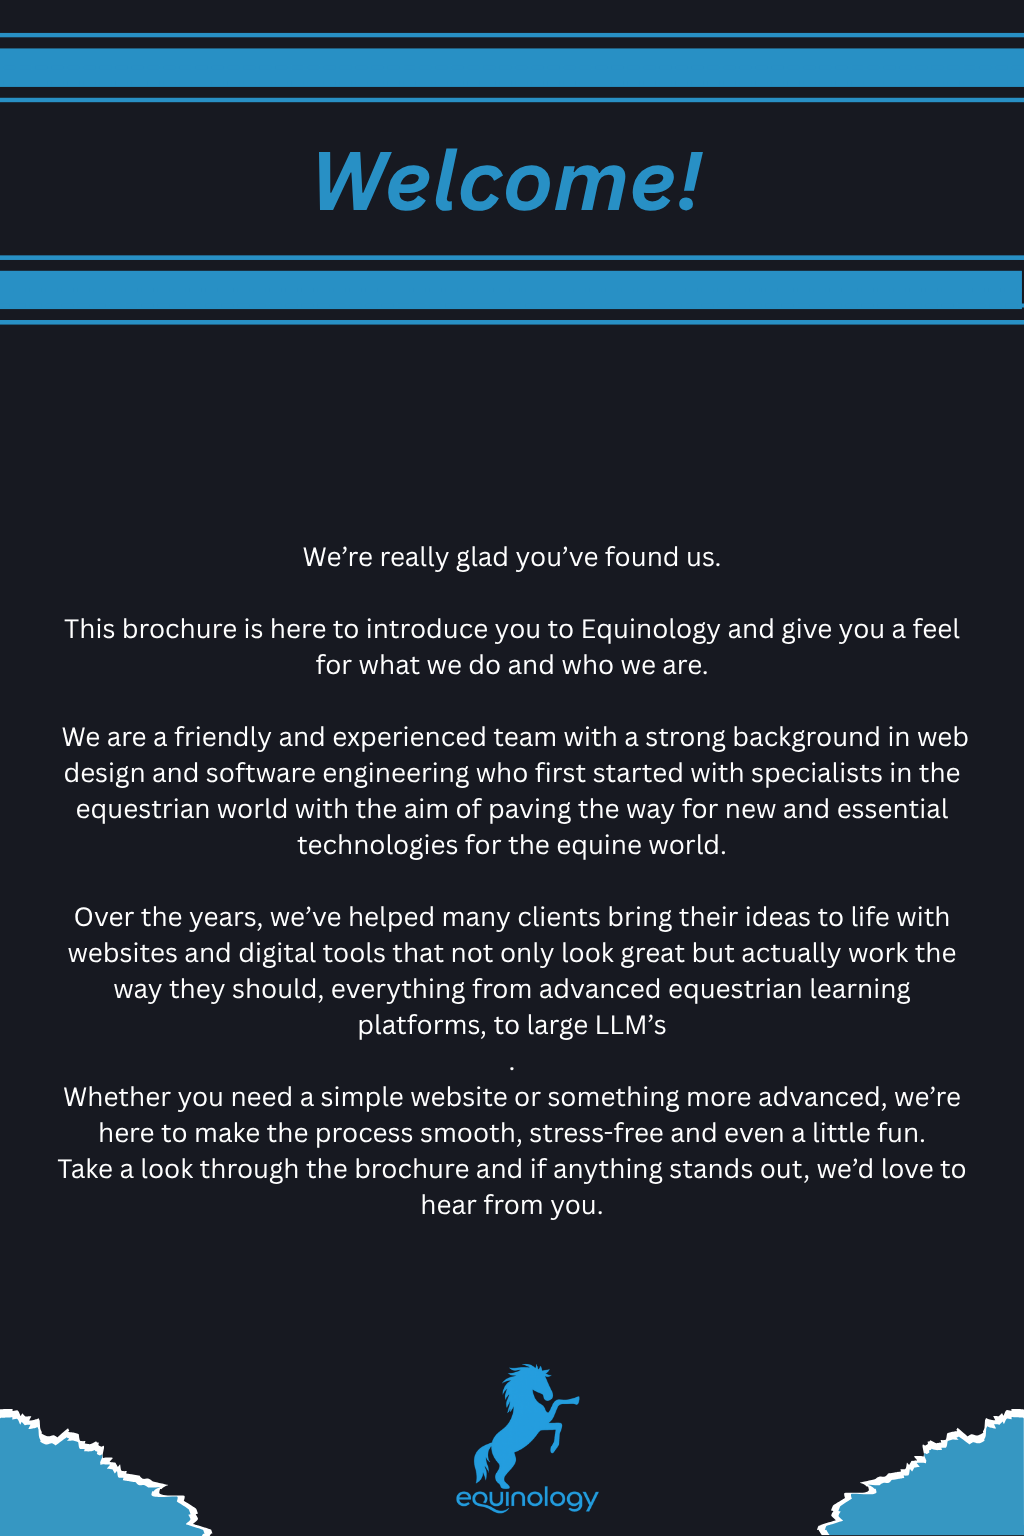 Welcome!
We’re really glad you’ve found us.
This brochure is here to introduce you to Equinology and give you a feel
for what we do and who we are.
We are a friendly and experienced team with a strong background in web
design and software engineering who first started with specialists in the
equestrian world with the aim of paving the way for new and essential
technologies for the equine world.
Over the years, we’ve helped many clients bring their ideas to life with
websites and digital tools that not only look great but actually work the
way they should, everything from advanced equestrian learning
platforms, to large LLM’s
.
Whether you need a simple website or something more advanced, we’re
here to make the process smooth, stress-free and even a little fun.
Take a look through the brochure and if anything stands out, we’d love to
hear from you.
equinology